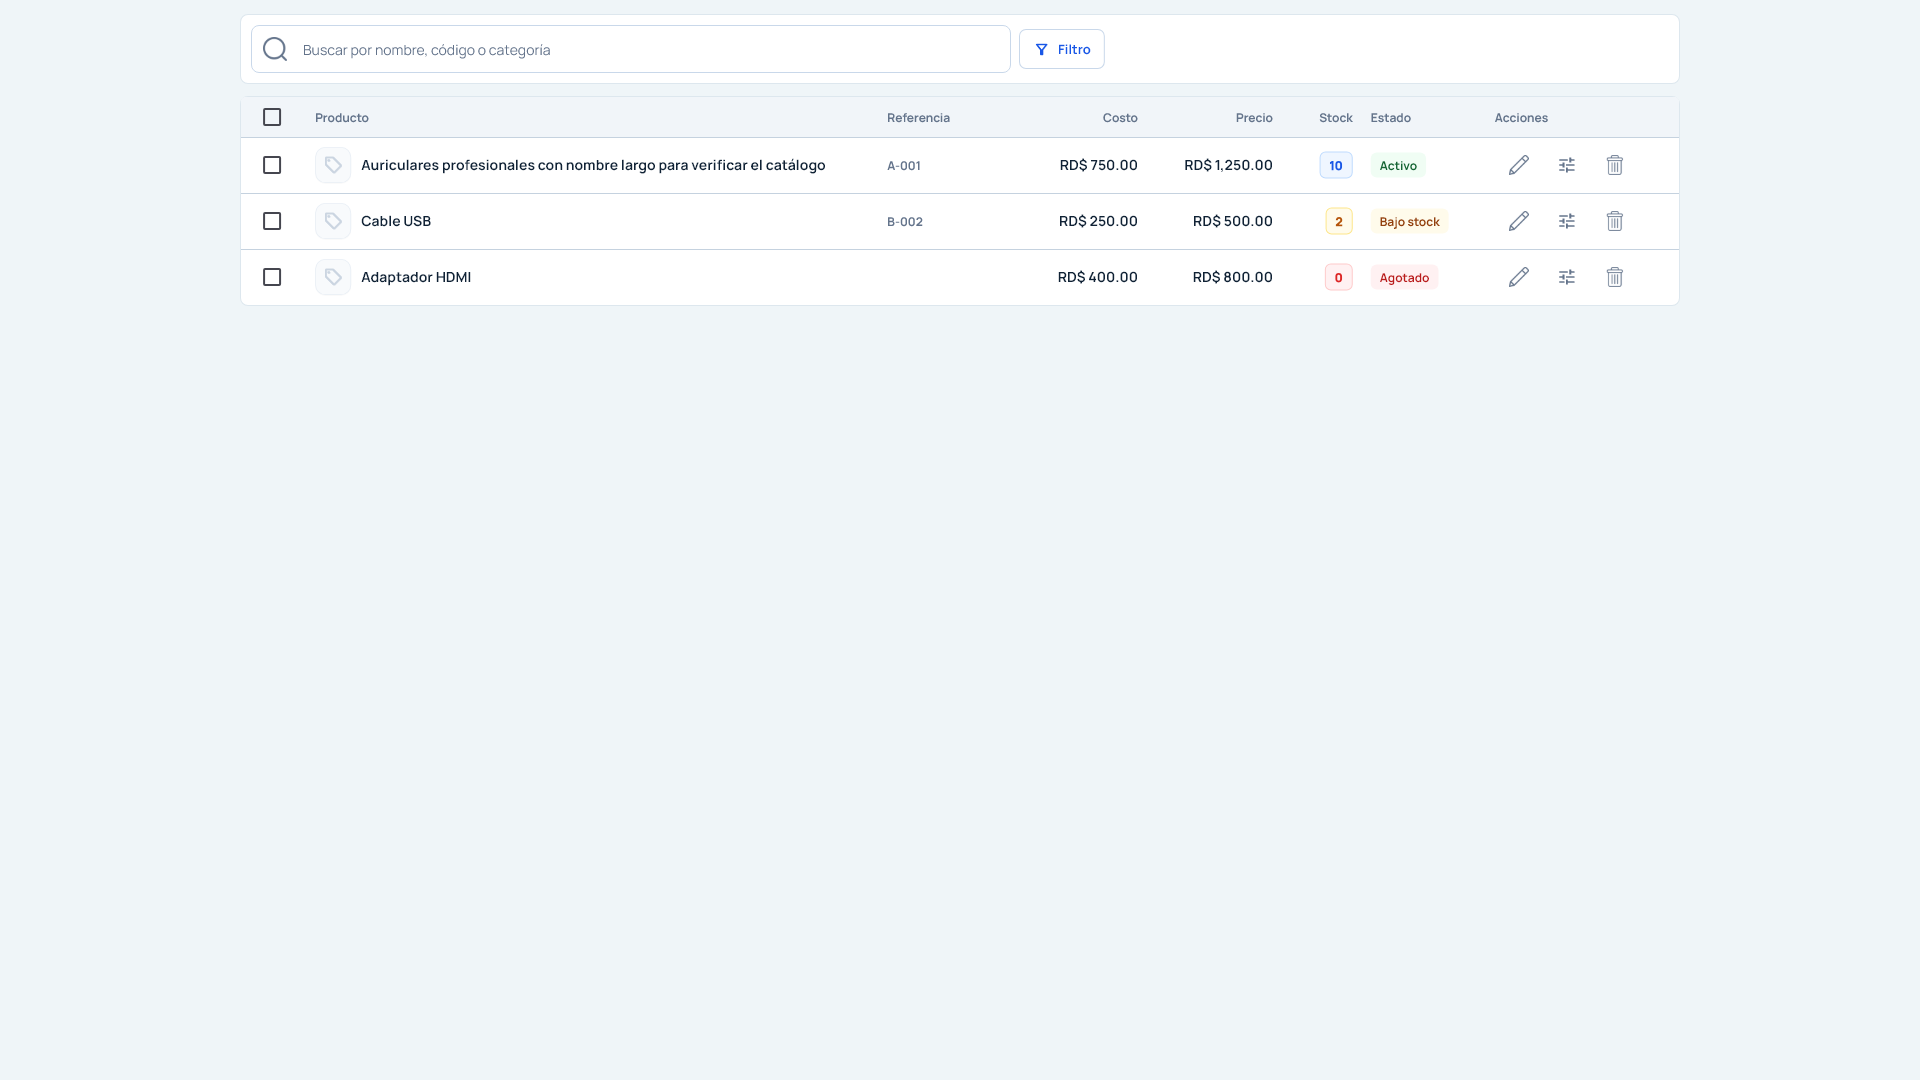 Buscar por nombre, código o categoría
Filtro
Producto Referencia Costo Precio Stock Estado Acciones
Auriculares profesionales con nombre largo para verificar el catálogo A-001 RD$ 750.00 RD$ 1,250.00 10 Activo
Cable USB B-002 RD$ 250.00 RD$ 500.00 2 Bajo stock
Adaptador HDMI RD$ 400.00 RD$ 800.00 0 Agotado